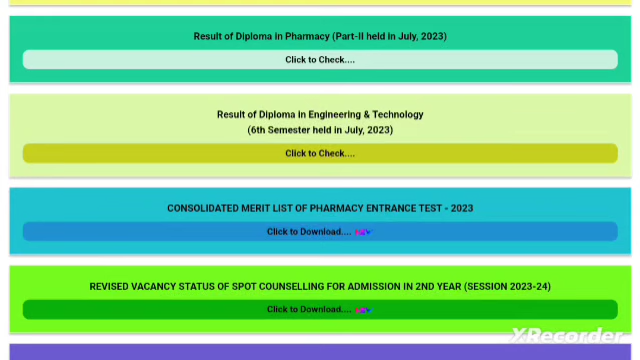 Result of Diploma in Pharmacy (Part-II held in July, 2023)
Click to Check....
Result of Diploma in Engineering & Technology
(6th Semester held in July, 2023)
Click to Check....
CONSOLIDATED MERIT LIST OF PHARMACY ENTRANCE TEST - 2023
Click to Download....
REVISED VACANCY STATUS OF SPOT COUNSELLING FOR ADMISSION IN 2ND YEAR (SESSION 2023-24)
Click to Download....
XRecorder